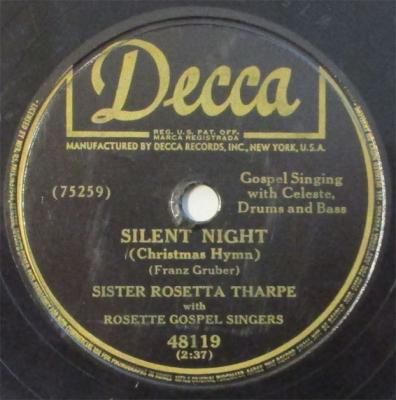 Decca
REG. U.S. PAT. OFF.
MARCA REGISTRADA
MANUFACTURED BY DECCA RECORDS, INC., NEW YORK, U.S.A.
(75259)
Gospel Singing
with Celeste,
Drums and Bass
SILENT NIGHT
(Christmas Hymn)
(Franz Gruber)
SISTER ROSETTA THARPE
with
ROSETTE GOSPEL SINGERS
48119
(2:37)